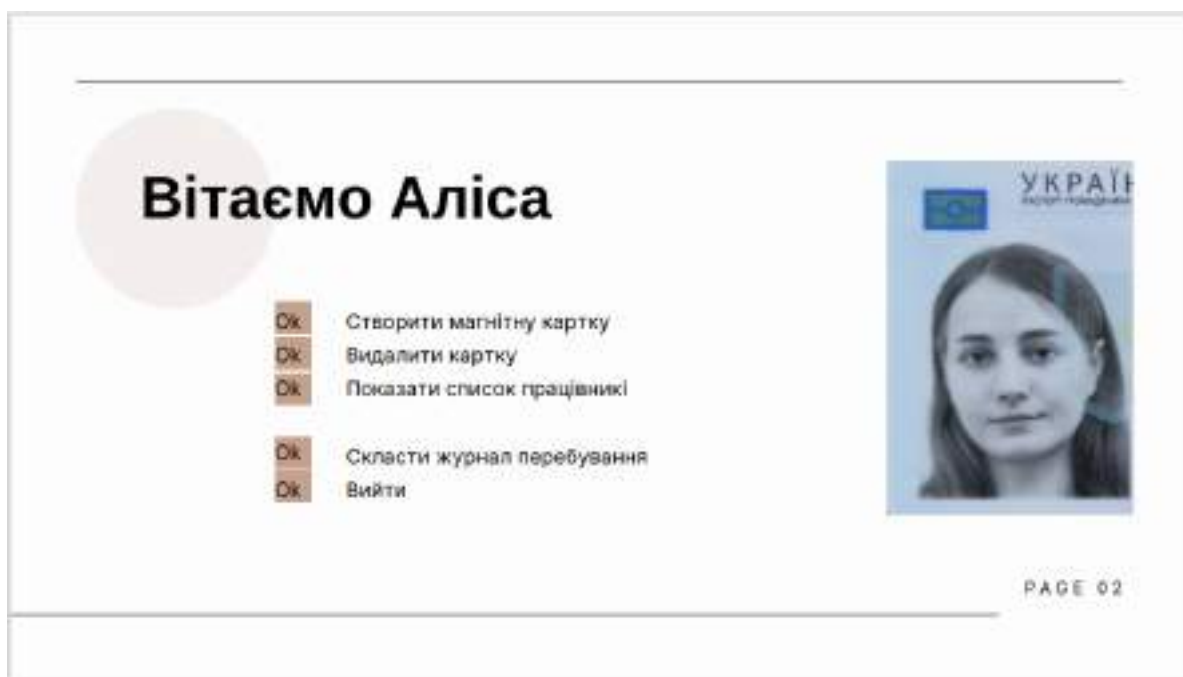 Вітаємо Аліса
УКРАЇН
Ok Створити магнітну картку
Ok Видалити картку
Ok Показати список працівникі
Ok Скласти журнал перебування
Ok Вийти
PAGE 02